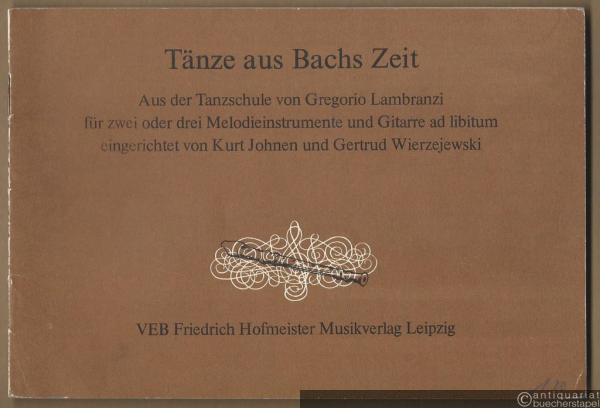 Tänze aus Bachs Zeit
Aus der Tanzschule von Gregorio Lambranzi
für zwei oder drei Melodieinstrumente und Gitarre ad libitum
eingerichtet von Kurt Johnen und Gertrud Wierzejewski
VEB Friedrich Hofmeister Musikverlag Leipzig
©antiquariat
buecherstapel